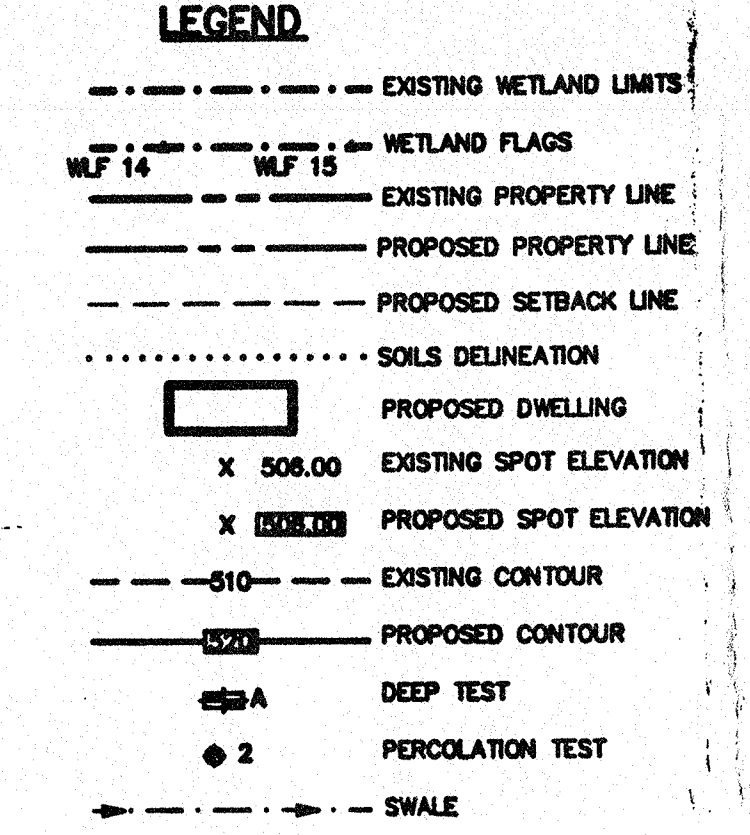 LEGEND
EXISTING WETLAND LIMITS
WETLAND FLAGS
WLF 14 WLF 15
EXISTING PROPERTY LINE
PROPOSED PROPERTY LINE
PROPOSED SETBACK LINE
SOILS DELINEATION
PROPOSED DWELLING
X 506.00 EXISTING SPOT ELEVATION
X 506.00 PROPOSED SPOT ELEVATION
510 EXISTING CONTOUR
520 PROPOSED CONTOUR
A DEEP TEST
2 PERCOLATION TEST
SWALE